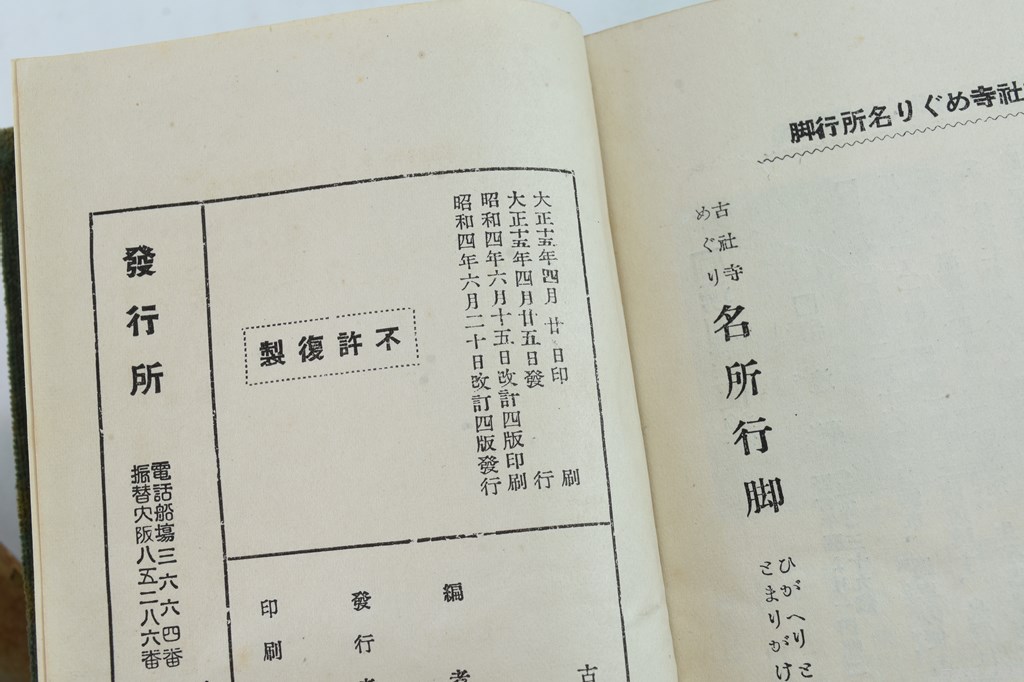 社寺めぐり名所行脚
古社寺
めぐり
名所行脚
ひがへりと
とまりがけ
大正十五年四月廿日印刷
大正十五年四月廿五日發行
昭和四年六月十五日改訂四版印刷
昭和四年六月二十日改訂四版發行
不許復製
古
編者
發行
印刷
發行所
電話船塲三六六四番
振替大阪八五二八六番